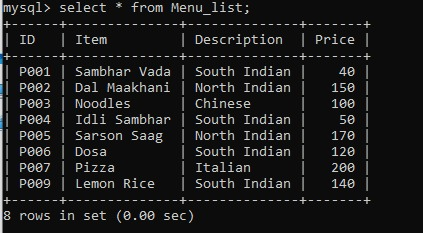 mysql> select * from Menu_list;
+------+--------------+--------------+-------+
| ID   | Item         | Description  | Price |
+------+--------------+--------------+-------+
| P001 | Sambhar Vada | South Indian |    40 |
| P002 | Dal Maakhani | North Indian |   150 |
| P003 | Noodles      | Chinese      |   100 |
| P004 | Idli Sambhar | South Indian |    50 |
| P005 | Sarson Saag  | North Indian |   170 |
| P006 | Dosa         | South Indian |   120 |
| P007 | Pizza        | Italian      |   200 |
| P009 | Lemon Rice   | South Indian |   140 |
+------+--------------+--------------+-------+
8 rows in set (0.00 sec)